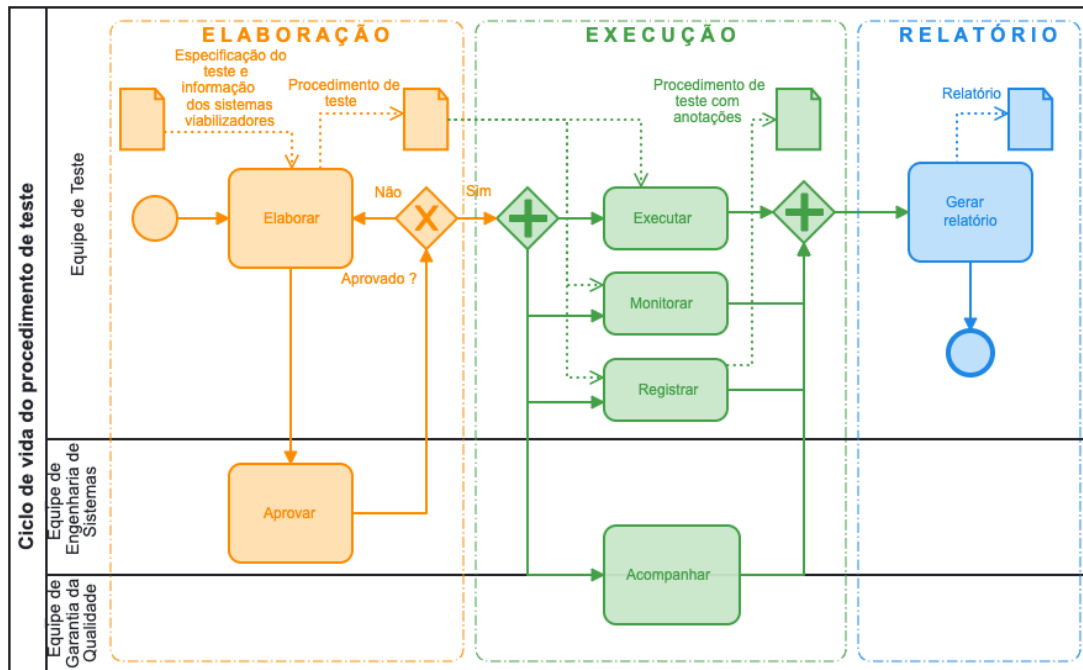 Ciclo de vida do procedimento de teste
Equipe de Teste
Equipe de
Engenharia de
Sistemas
Equipe de
Garantia da
Qualidade
ELABORAÇÃO
Especificação do
teste e
informação
dos sistemas
viabilizadores
Procedimento de
teste
Elaborar
Não
Sim
Aprovado ?
Aprovar
EXECUÇÃO
Procedimento de
teste com
anotações
Executar
Monitorar
Registrar
Acompanhar
RELATÓRIO
Relatório
Gerar
relatório